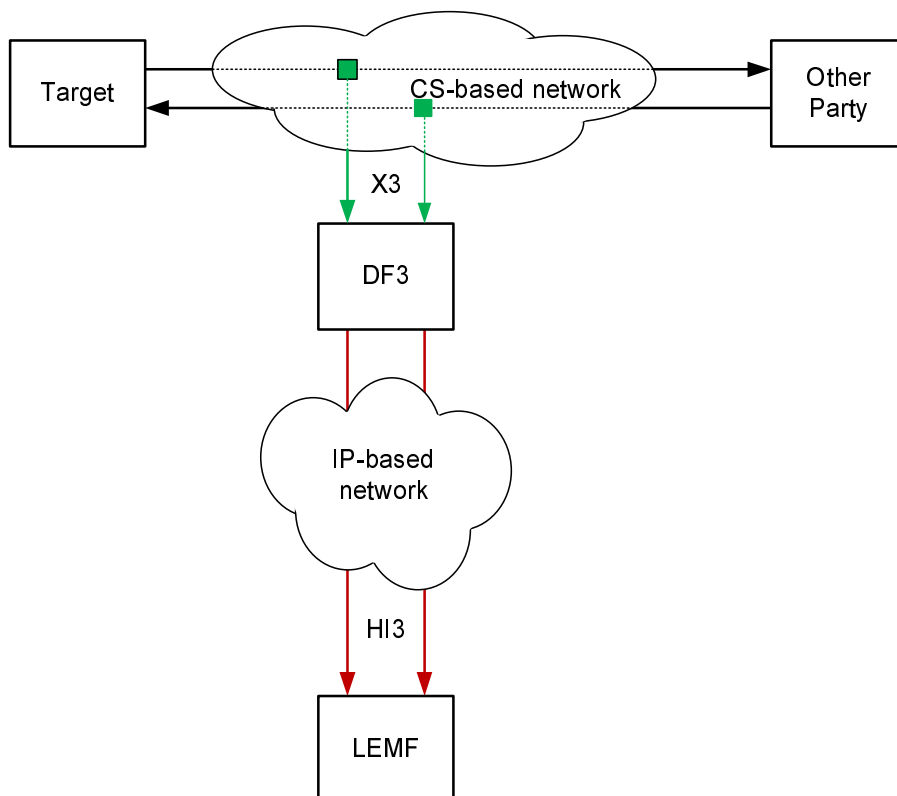 Target
CS-based network
Other
Party
X3
DF3
IP-based
network
HI3
LEMF